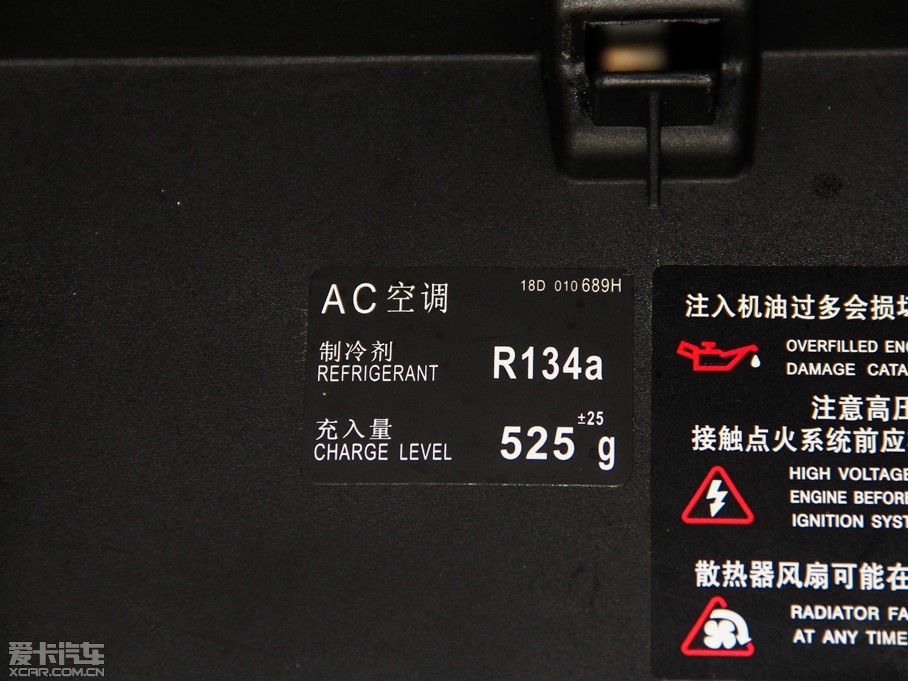 AC空调 18D 010 689H
制冷剂
REFRIGERANT R134a
充入量
CHARGE LEVEL 525 ±25 g
注入机油过多会损坏
OVERFILLED ENG
DAMAGE CATA
注意高压
接触点火系统前应
HIGH VOLTAGE
ENGINE BEFORE
IGNITION SYST
散热器风扇可能在
RADIATOR FA
AT ANY TIME
爱卡汽车
XCAR.COM.CN